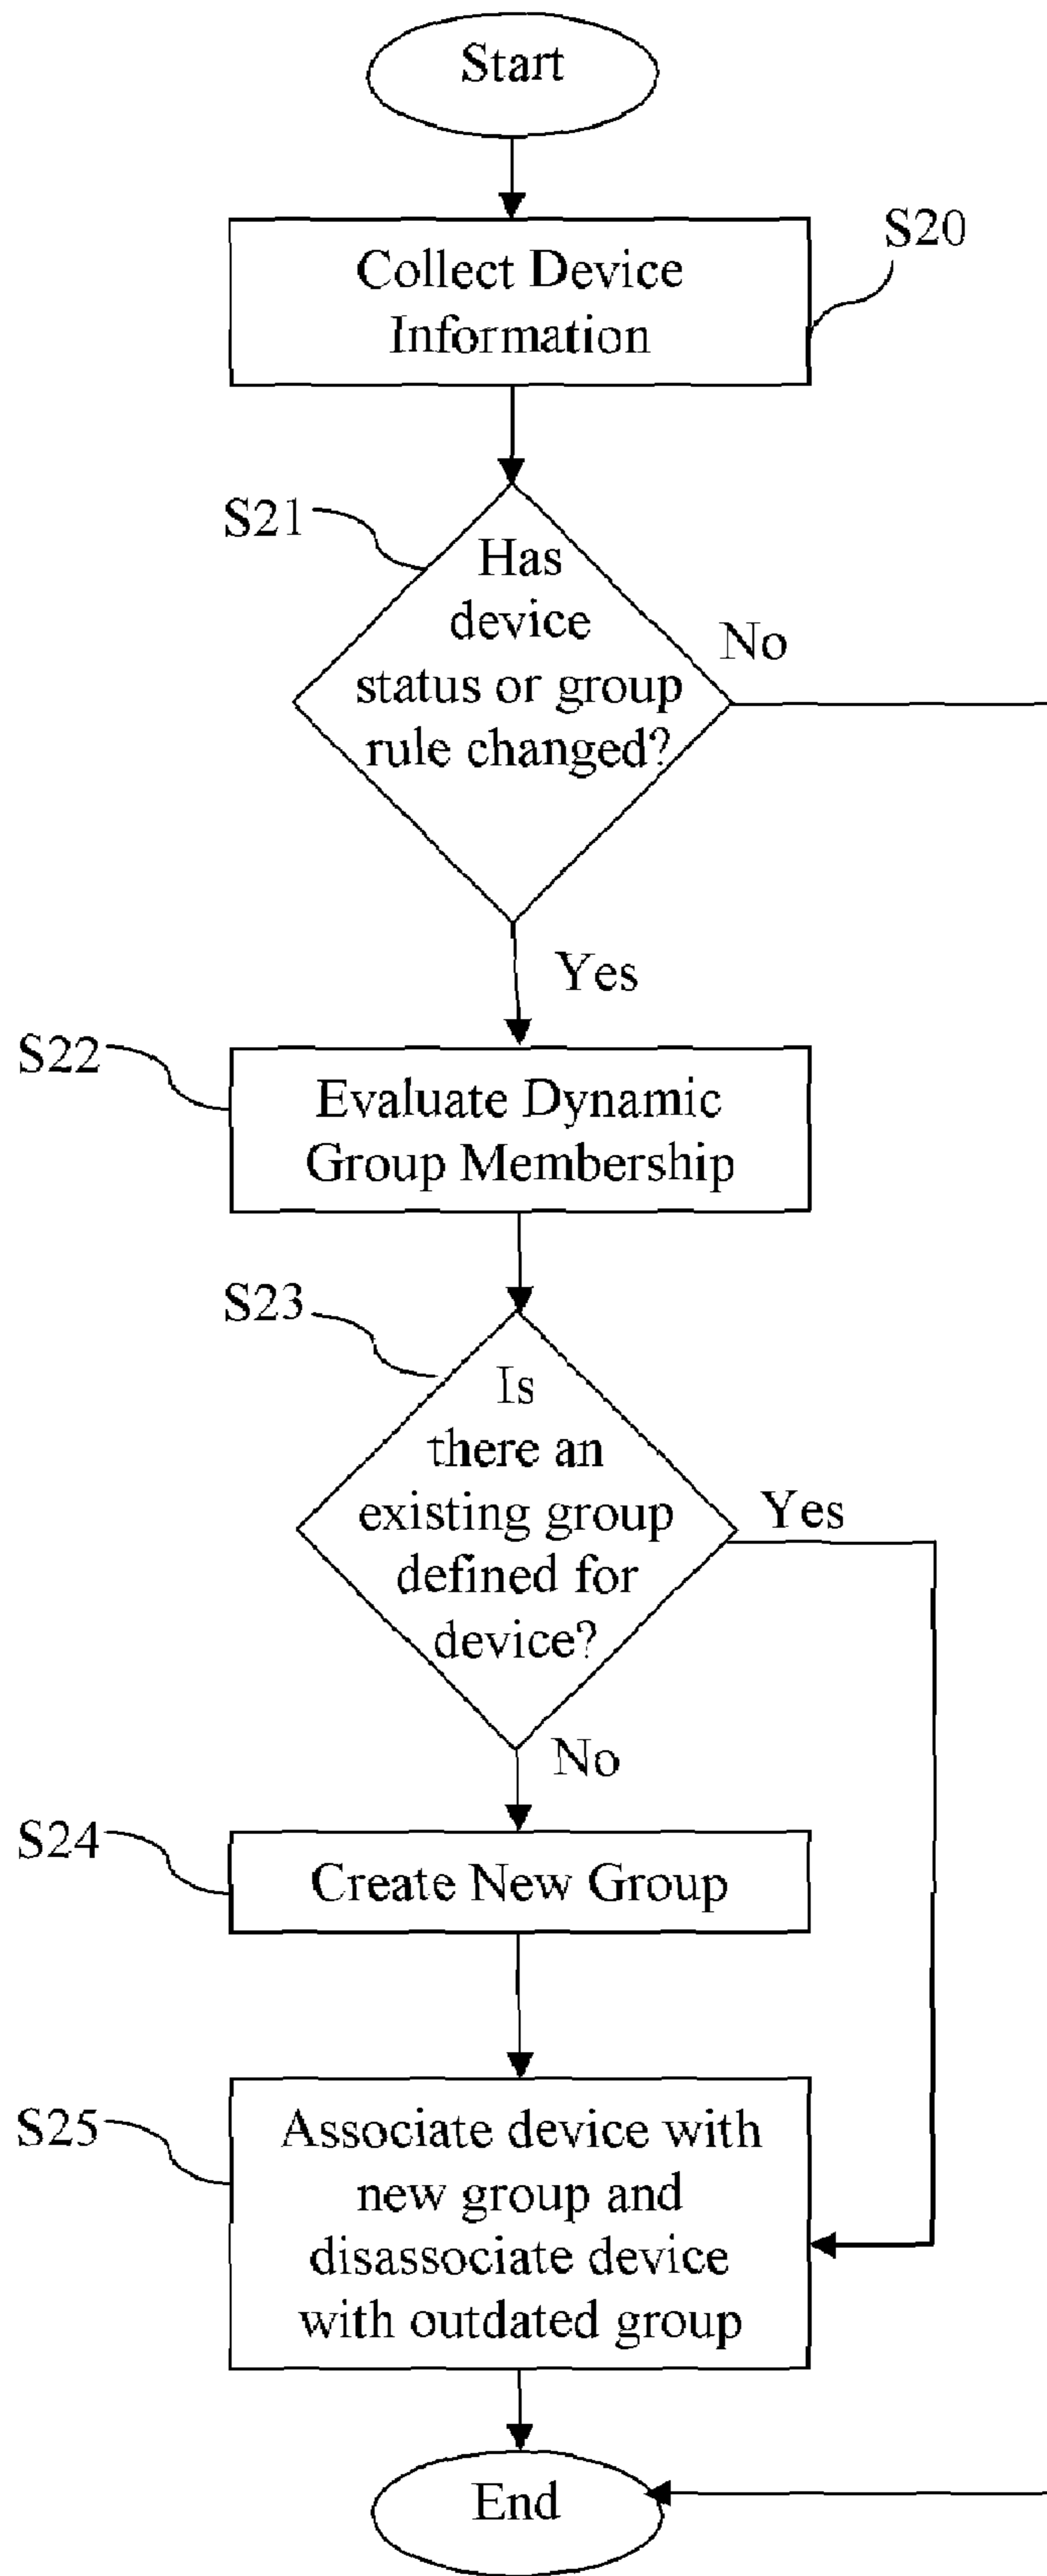 Start
Collect Device
Information
S20
S21
Has
device
status or group
rule changed?
No
Yes
S22
Evaluate Dynamic
Group Membership
S23
Is
there an
existing group
defined for
device?
Yes
No
S24
Create New Group
S25
Associate device with
new group and
disassociate device
with outdated group
End